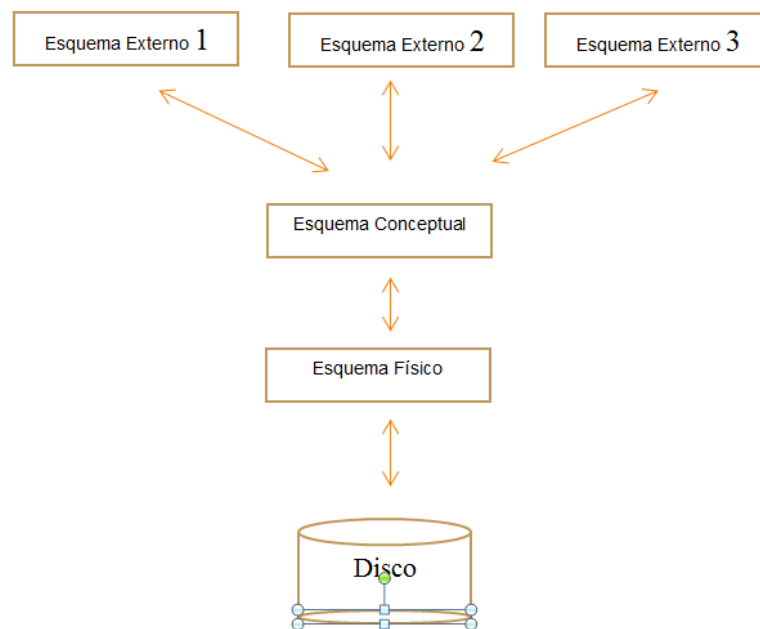 Esquema Externo 1
Esquema Externo 2
Esquema Externo 3
Esquema Conceptual
Esquema Físico
Disco